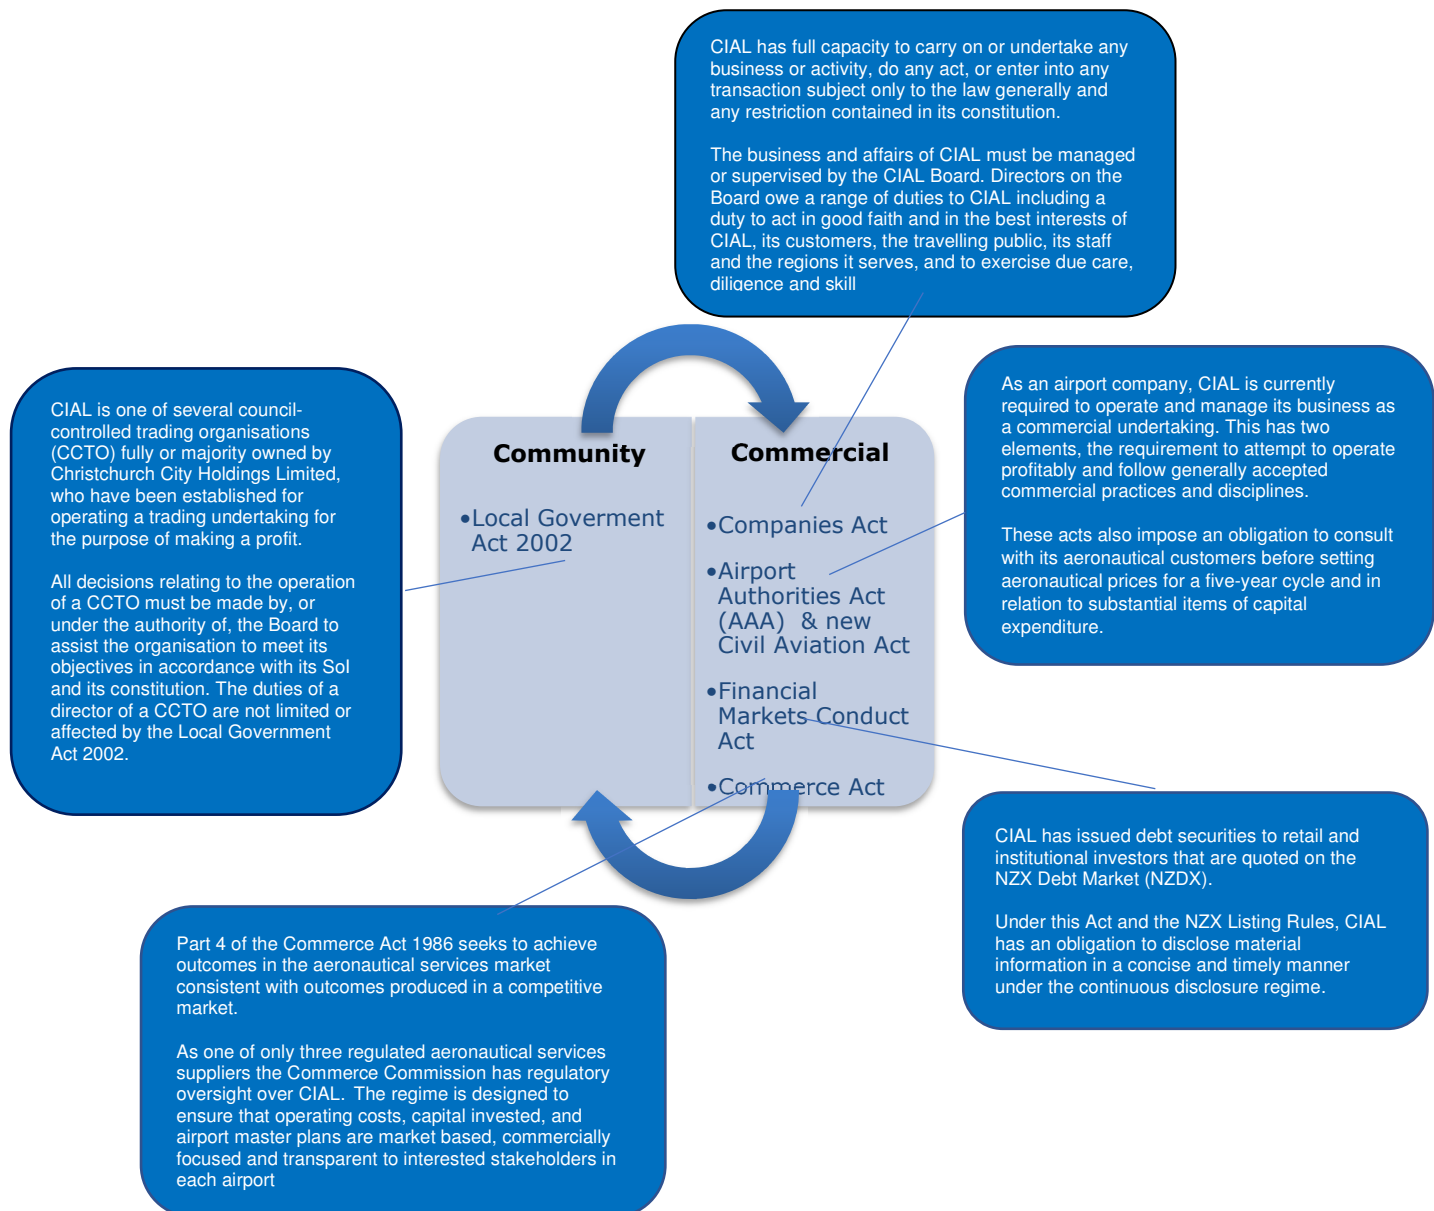 CIAL has full capacity to carry on or undertake any
business or activity, do any act, or enter into any
transaction subject only to the law generally and
any restriction contained in its constitution.
The business and affairs of CIAL must be managed
or supervised by the CIAL Board. Directors on the
Board owe a range of duties to CIAL including a
duty to act in good faith and in the best interests of
CIAL, its customers, the travelling public, its staff
and the regions it serves, and to exercise due care,
diligence and skill
CIAL is one of several council-
controlled trading organisations
(CCTO) fully or majority owned by
Christchurch City Holdings Limited,
who have been established for
operating a trading undertaking for
the purpose of making a profit.
All decisions relating to the operation
of a CCTO must be made by, or
under the authority of, the Board to
assist the organisation to meet its
objectives in accordance with its SoI
and its constitution. The duties of a
director of a CCTO are not limited or
affected by the Local Government
Act 2002.
Community
•Local Goverment
Act 2002
Commercial
•Companies Act
•Airport
Authorities Act
(AAA) & new
Civil Aviation Act
•Financial
Markets Conduct
Act
•Commerce Act
As an airport company, CIAL is currently
required to operate and manage its business as
a commercial undertaking. This has two
elements, the requirement to attempt to operate
profitably and follow generally accepted
commercial practices and disciplines.
These acts also impose an obligation to consult
with its aeronautical customers before setting
aeronautical prices for a five-year cycle and in
relation to substantial items of capital
expenditure.
CIAL has issued debt securities to retail and
institutional investors that are quoted on the
NZX Debt Market (NZDX).
Under this Act and the NZX Listing Rules, CIAL
has an obligation to disclose material
information in a concise and timely manner
under the continuous disclosure regime.
Part 4 of the Commerce Act 1986 seeks to achieve
outcomes in the aeronautical services market
consistent with outcomes produced in a competitive
market.
As one of only three regulated aeronautical services
suppliers the Commerce Commission has regulatory
oversight over CIAL. The regime is designed to
ensure that operating costs, capital invested, and
airport master plans are market based, commercially
focused and transparent to interested stakeholders in
each airport